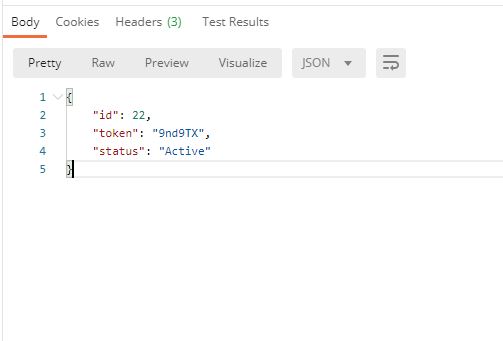 Body Cookies Headers (3) Test Results
Pretty Raw Preview Visualize JSON
1 {
2 "id": 22,
3 "token": "9nd9TX",
4 "status": "Active"
5 }